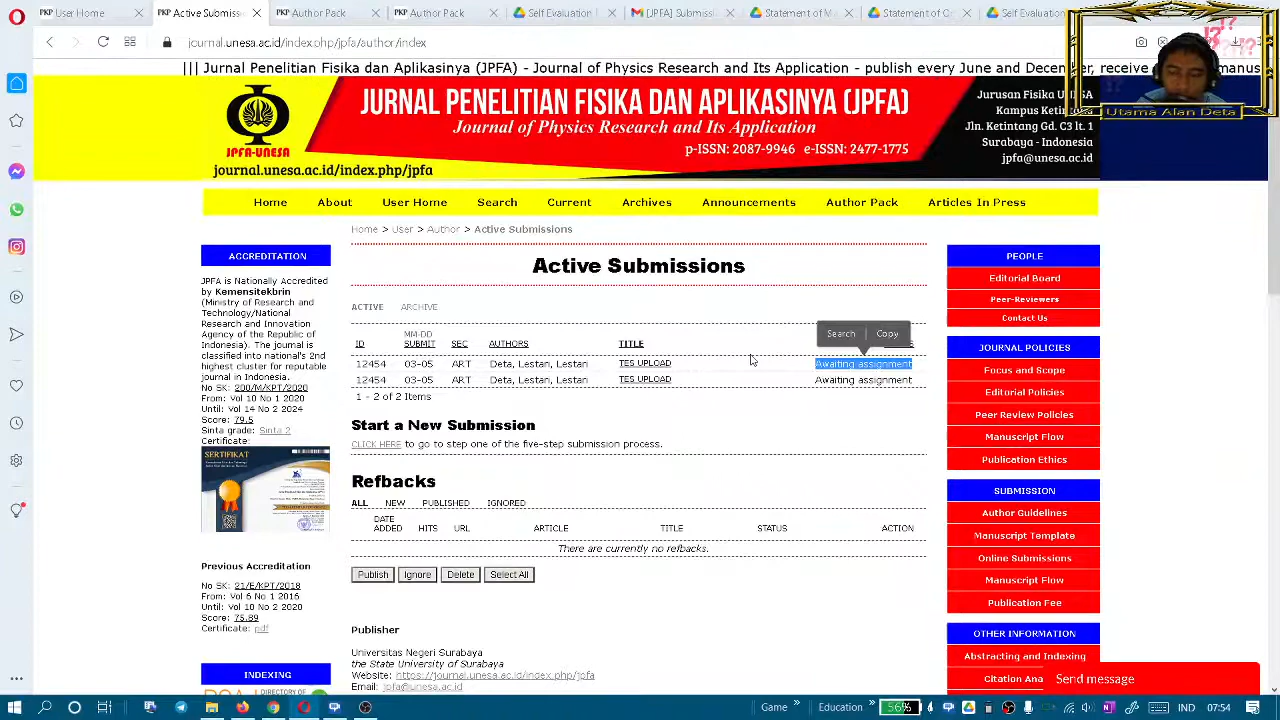 PKP User Home
PKP Active Su
PKP Author Pack
PKP Select Pack
Self Evaluation
[JPFA] Submiss
Statement of M
Statement of O
Self Evaluation
journal.unesa.ac.id/index.php/jpfa/author/index
||| Jurnal Penelitian Fisika dan Aplikasinya (JPFA) - Journal of Physics Research and Its Application - publish every June and December, receive
manus
JURNAL PENELITIAN FISIKA DAN APLIKASINYA (JPFA)
Journal of Physics Research and Its Application
p-ISSN: 2087-9946 e-ISSN: 2477-1775
JPFA-UNESA
journal.unesa.ac.id/index.php/jpfa
Jurusan Fisika
Kampus
Jln. Ketintang Gd. C3 lt. 1
Surabaya - Indonesia
jpfa@unesa.ac.id
Utama Alan Deta
Home
About
User Home
Search
Current
Archives
Announcements
Author Pack
Articles In Press
Home > User > Author > Active Submissions
ACCREDITATION
JPFA is Nationally Accredited
by Kemenristekbrin
(Ministry of Research and
Technology/National
Research and Innovation
Agency of the Republic of
Indonesia). The journal is
classified into national's 2nd
highest cluster for reputable
journal in Indonesia.
No SK: 200/M/KPT/2020
From: Vol 10 No 1 2020
Until: Vol 14 No 2 2024
Score: 79.5
Sinta grade: Sinta 2
Certificate:
SERTIFIKAT
Previous Accreditation
No SK: 21/E/KPT/2018
From: Vol 6 No 1 2016
Until: Vol 10 No 2 2020
Score: 75.89
Certificate: pdf
INDEXING
DIRECTORY OF
Active Submissions
ACTIVE ARCHIVE
Search Copy
MM-DD
ID SUBMIT SEC AUTHORS TITLE
12454 03-05 ART Deta, Lestari, Lestari TES UPLOAD Awaiting assignment
12454 03-05 ART Deta, Lestari, Lestari TES UPLOAD Awaiting assignment
1 - 2 of 2 Items
Start a New Submission
CLICK HERE to go to step one of the five-step submission process.
Refbacks
ALL NEW PUBLISHED IGNORED
DATE
ADDED HITS URL ARTICLE TITLE STATUS ACTION
There are currently no refbacks.
Publish Ignore Delete Select All
Publisher
Universitas Negeri Surabaya
the State University of Surabaya
Website: https://journal.unesa.ac.id/index.php/jpfa
Email: jpfa@unesa.ac.id
PEOPLE
Editorial Board
Peer-Reviewers
Contact Us
JOURNAL POLICIES
Focus and Scope
Editorial Policies
Peer Review Policies
Manuscript Flow
Publication Ethics
SUBMISSION
Author Guidelines
Manuscript Template
Online Submissions
Manuscript Flow
Publication Fee
OTHER INFORMATION
Abstracting and Indexing
Citation Ana
Send message
Game
Education
56%
ENG
07:54